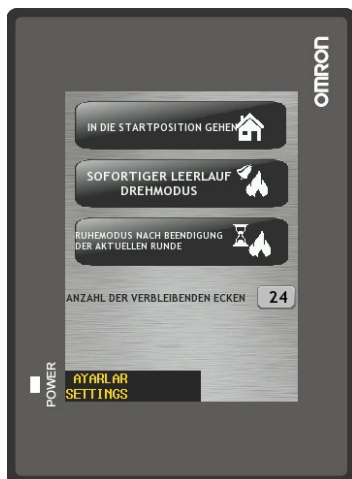 OMRON
IN DIE STARTPOSITION GEHEN
SOFORTIGER LEERLAUF
DREHMODUS
RUHEMODUS NACH BEENDIGUNG
DER AKTUELLEN RUNDE
ANZAHL DER VERBLEIBENDEN ECKEN 24
POWER
AYARLAR
SETTINGS